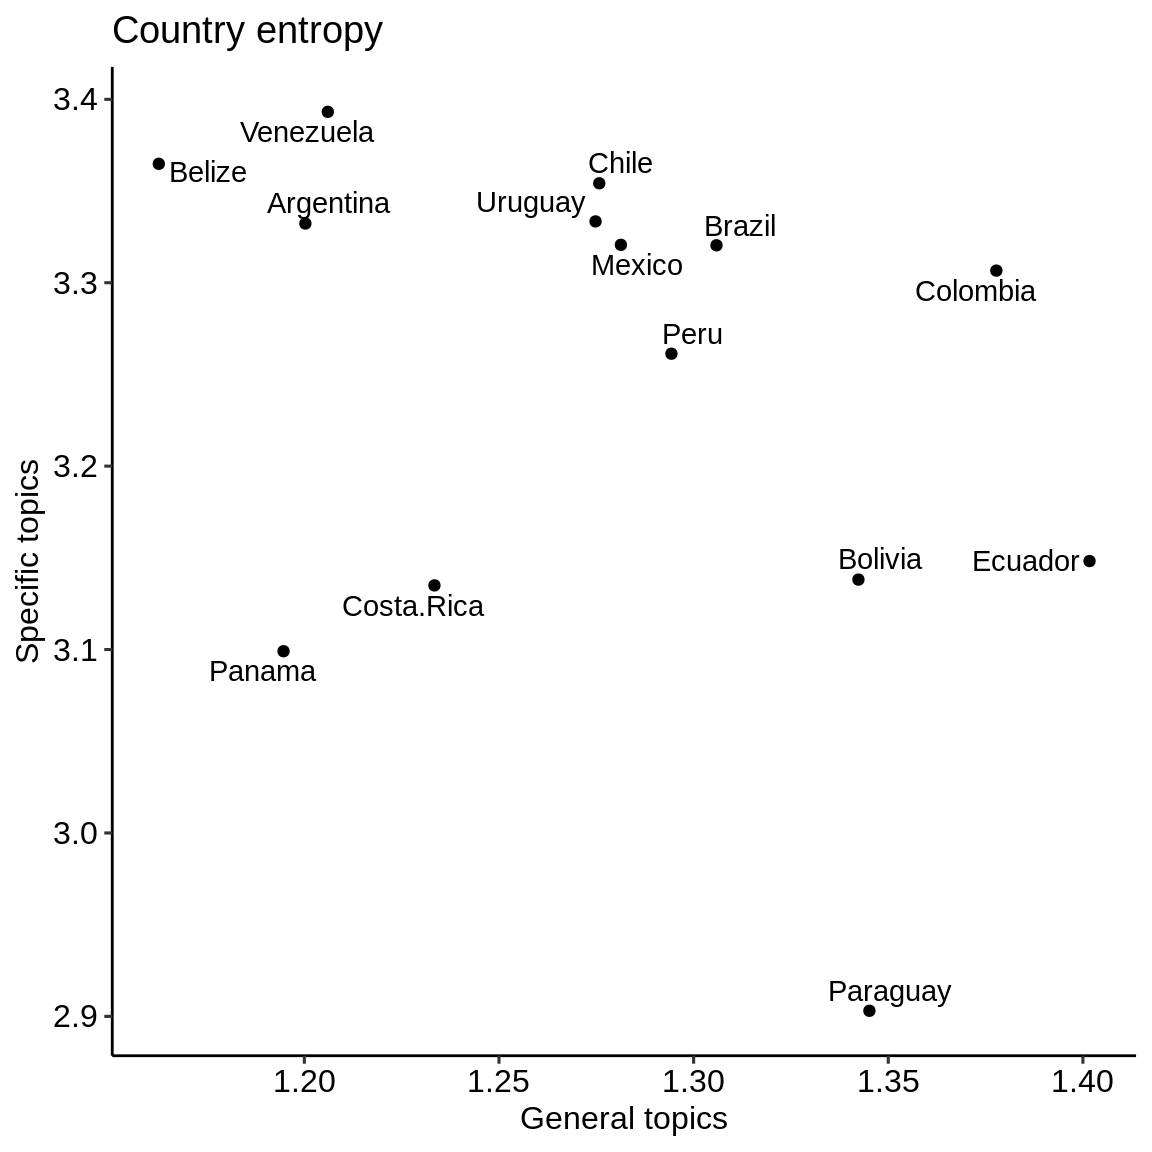 Country entropy
3.4
Venezuela
Belize
Chile
Argentina
Uruguay
Brazil
Mexico
3.3
Colombia
Peru
Specific topics
3.2
Bolivia
Ecuador
Costa.Rica
3.1
Panama
3.0
Paraguay
2.9
1.20 1.25 1.30 1.35 1.40
General topics